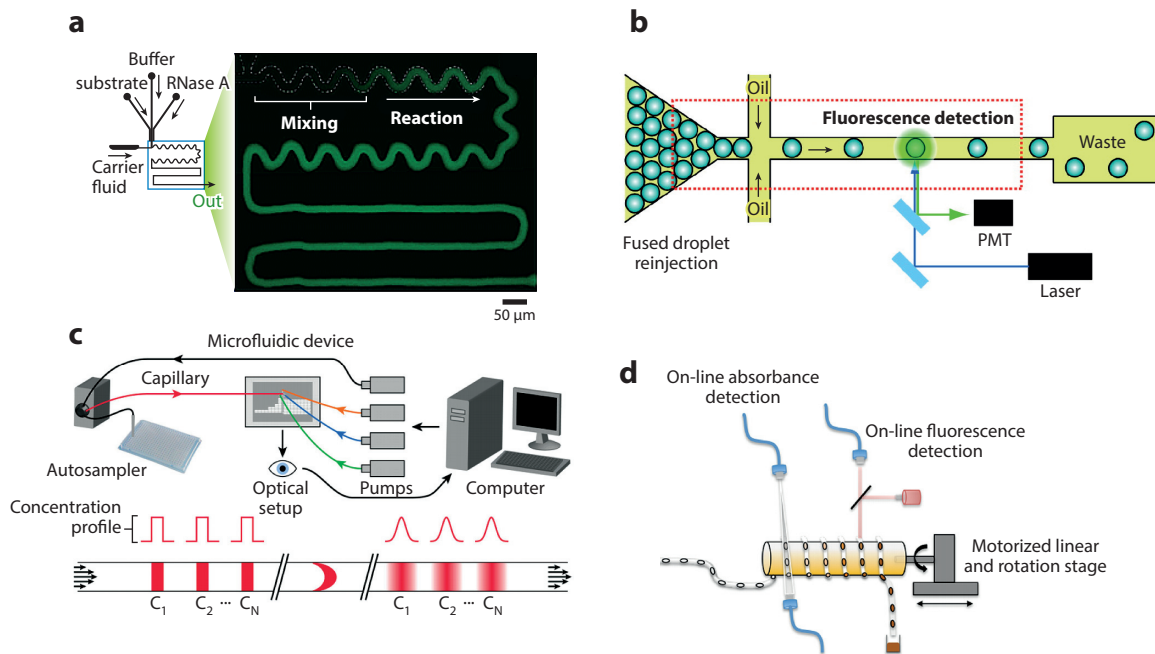 a
Buffer
substrate
RNase A
Carrier
fluid
Out
Mixing
Reaction
50 μm
b
Oil
Fluorescence detection
Waste
Oil
Fused droplet
reinjection
PMT
Laser
c
Microfluidic device
Capillary
Autosampler
Optical
setup
Pumps
Computer
Concentration
profile
C1 C2 ··· CN
C1 C2 ··· CN
d
On-line absorbance
detection
On-line fluorescence
detection
Motorized linear
and rotation stage